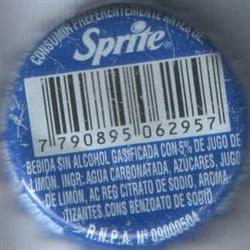 CONSUMIR PREFERENTEMENTE ANTES DE
Sprite
7 790895 062957
BEBIDA SIN ALCOHOL GASIFICADA CON 5% DE JUGO DE
LIMON. INGR. AGUA CARBONATADA, AZÚCARES, JUGO
DE LIMON, AC REG CITRATO DE SODIO, AROMA
TIZANTES. CONS BENZOATO DE SODIO
R.N.P.A. Nº 09000504